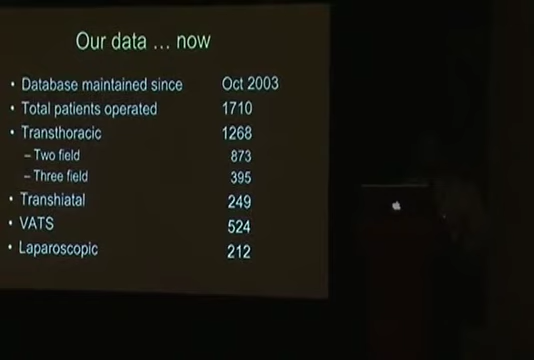 Our data ... now
• Database maintained since Oct 2003
• Total patients operated 1710
• Transthoracic 1268
– Two field 873
– Three field 395
• Transhiatal 249
• VATS 524
• Laparoscopic 212